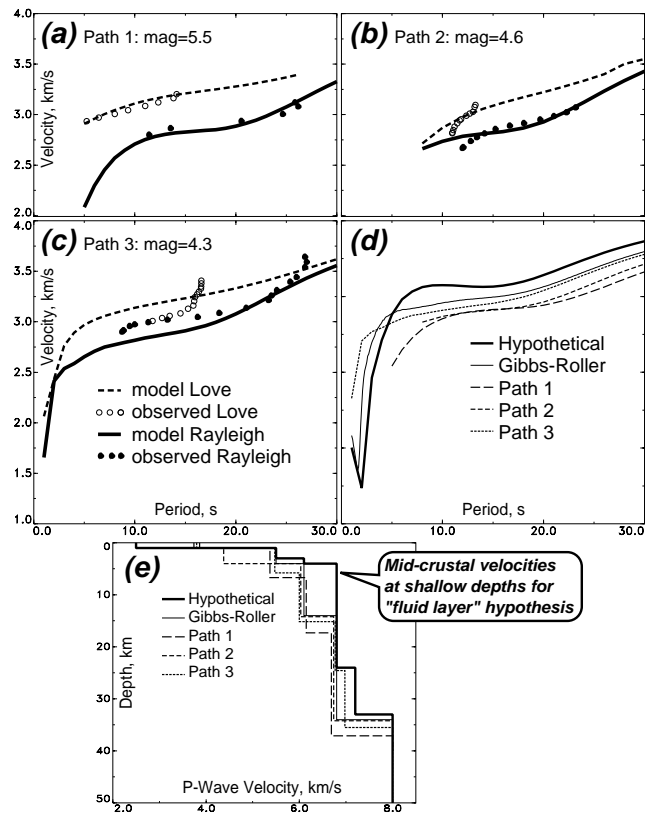 (a) Path 1: mag=5.5
(b) Path 2: mag=4.6
4.0
3.5
3.0
2.5
2.0
Velocity, km/s
(c) Path 3: mag=4.3
(d)
4.0
3.5
3.0
2.5
2.0
1.5
1.0
Velocity, km/s
model Love
observed Love
model Rayleigh
observed Rayleigh
Hypothetical
Gibbs-Roller
Path 1
Path 2
Path 3
Period, s
Period, s
0.0 10.0 20.0 30.0
0.0 10.0 20.0 30.0
(e)
0
10
20
30
40
50
Depth, km
Hypothetical
Gibbs-Roller
Path 1
Path 2
Path 3
Mid-crustal velocities
at shallow depths for
"fluid layer" hypothesis
P-Wave Velocity, km/s
2.0 4.0 6.0 8.0